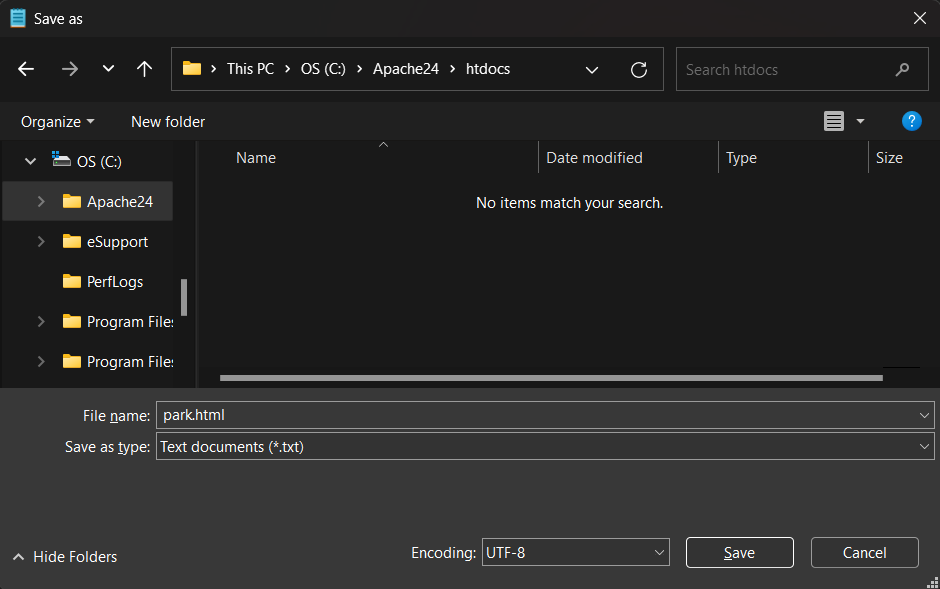 Save as
This PC > OS (C:) > Apache24 > htdocs
Search htdocs
Organize
New folder
?
OS (C:)
Apache24
eSupport
PerfLogs
Program Files
Program Files
Name
Date modified
Type
Size
No items match your search.
File name: park.html
Save as type: Text documents (*.txt)
Hide Folders
Encoding: UTF-8
Save
Cancel